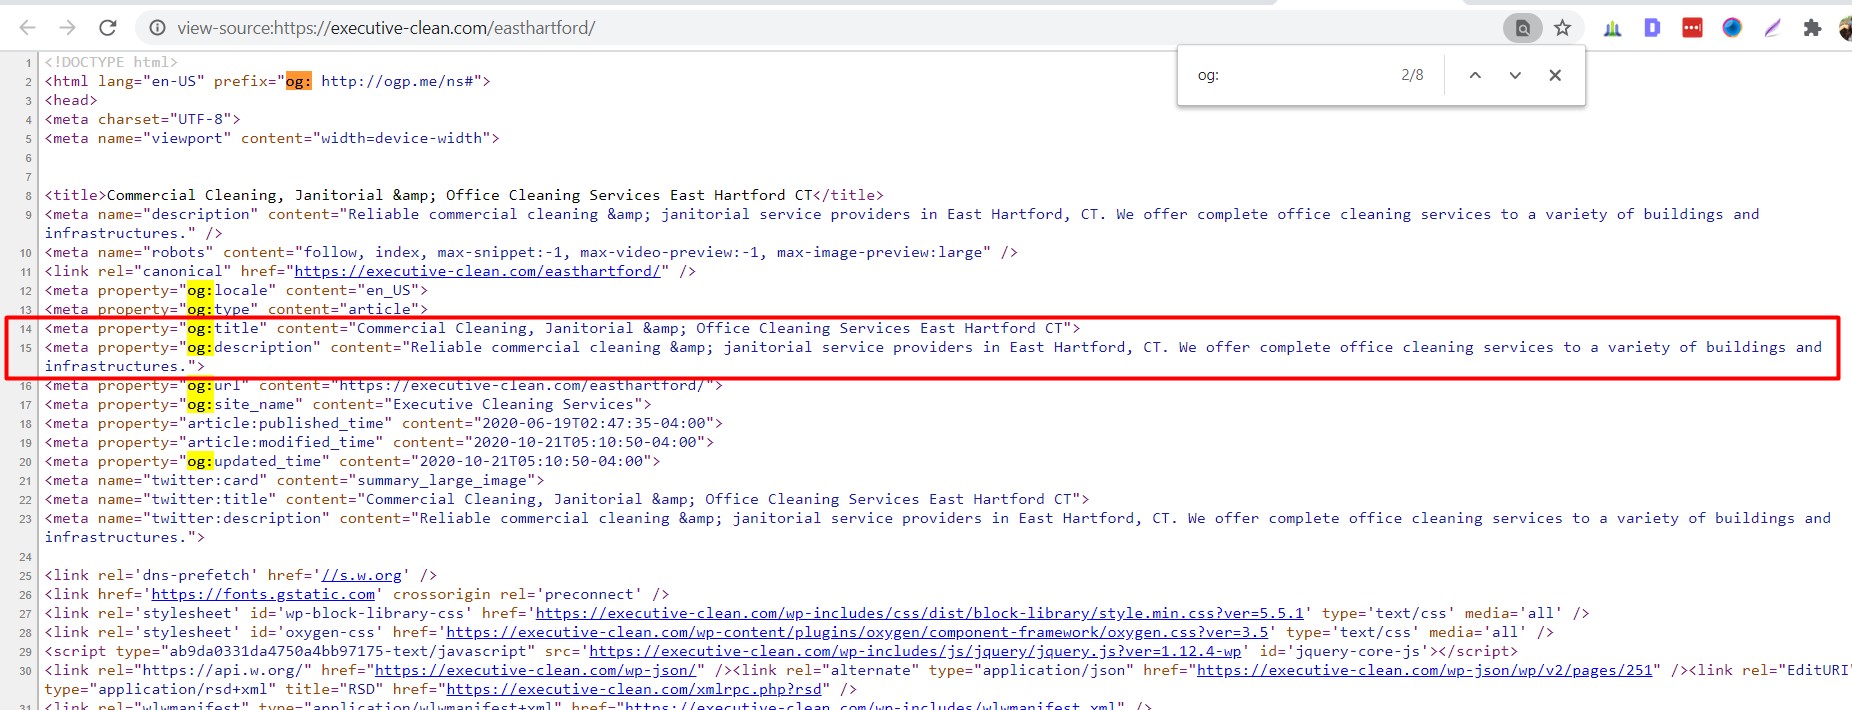 view-source:https://executive-clean.com/easthartford/
og:
2/8
1 <!DOCTYPE html>
2 <html lang="en-US" prefix="og: http://ogp.me/ns#">
3 <head>
4 <meta charset="UTF-8">
5 <meta name="viewport" content="width=device-width">
6
7
8 <title>Commercial Cleaning, Janitorial &amp; Office Cleaning Services East Hartford CT</title>
9 <meta name="description" content="Reliable commercial cleaning &amp; janitorial service providers in East Hartford, CT. We offer complete office cleaning services to a variety of buildings and
infrastructures." />
10 <meta name="robots" content="follow, index, max-snippet:-1, max-video-preview:-1, max-image-preview:large" />
11 <link rel="canonical" href="https://executive-clean.com/easthartford/" />
12 <meta property="og:locale" content="en_US">
13 <meta property="og:type" content="article">
14 <meta property="og:title" content="Commercial Cleaning, Janitorial &amp; Office Cleaning Services East Hartford CT">
15 <meta property="og:description" content="Reliable commercial cleaning &amp; janitorial service providers in East Hartford, CT. We offer complete office cleaning services to a variety of buildings and
infrastructures.">
16 <meta property="og:url" content="https://executive-clean.com/easthartford/">
17 <meta property="og:site_name" content="Executive Cleaning Services">
18 <meta property="article:published_time" content="2020-06-19T02:47:35-04:00">
19 <meta property="article:modified_time" content="2020-10-21T05:10:50-04:00">
20 <meta property="og:updated_time" content="2020-10-21T05:10:50-04:00">
21 <meta name="twitter:card" content="summary_large_image">
22 <meta name="twitter:title" content="Commercial Cleaning, Janitorial &amp; Office Cleaning Services East Hartford CT">
23 <meta name="twitter:description" content="Reliable commercial cleaning &amp; janitorial service providers in East Hartford, CT. We offer complete office cleaning services to a variety of buildings and
infrastructures.">
24
25 <link rel='dns-prefetch' href='//s.w.org' />
26 <link href='https://fonts.gstatic.com' crossorigin rel='preconnect' />
27 <link rel='stylesheet' id='wp-block-library-css' href='https://executive-clean.com/wp-includes/css/dist/block-library/style.min.css?ver=5.5.1' type='text/css' media='all' />
28 <link rel='stylesheet' id='oxygen-css' href='https://executive-clean.com/wp-content/plugins/oxygen/component-framework/oxygen.css?ver=3.5' type='text/css' media='all' />
29 <script type="ab9da0331da4750a4bb97175-text/javascript" src='https://executive-clean.com/wp-includes/js/jquery/jquery.js?ver=1.12.4-wp' id='jquery-core-js'></script>
30 <link rel="https://api.w.org/" href="https://executive-clean.com/wp-json/" /><link rel="alternate" type="application/json" href="https://executive-clean.com/wp-json/wp/v2/pages/251" /><link rel="EditURI"
type="application/rsd+xml" title="RSD" href="https://executive-clean.com/xmlrpc.php?rsd" />
31 <link rel="wlwmanifest" type="application/wlwmanifest+xml" href="https://executive-clean.com/wp-includes/wlwmanifest.xml" />